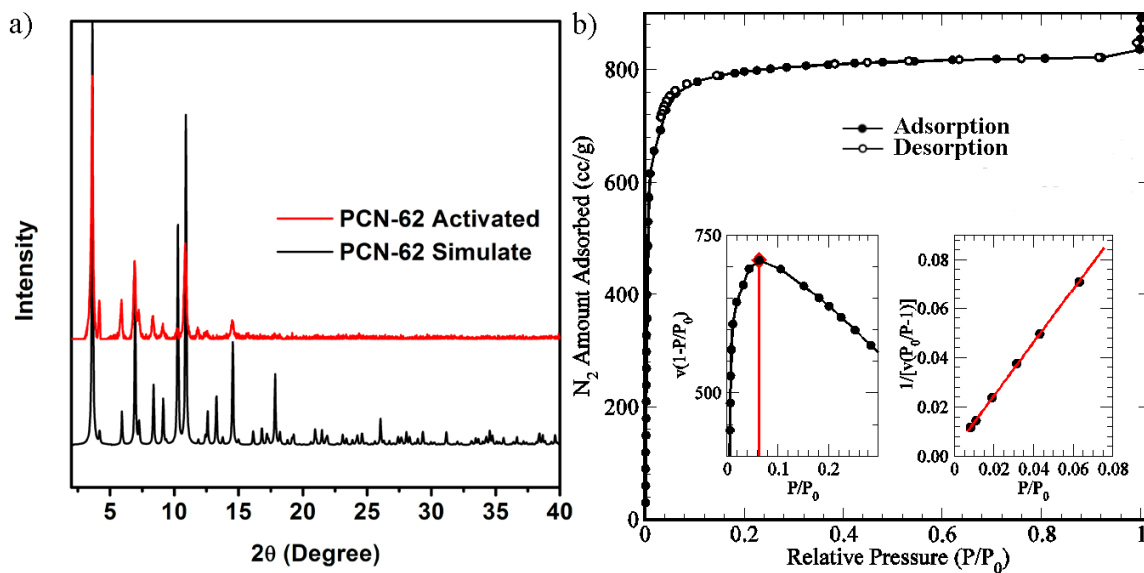 a)
Intensity
PCN-62 Activated
PCN-62 Simulate
5
10
15
20
25
30
35
40
2θ (Degree)
b)
N₂ Amount Adsorbed (cc/g)
800
600
400
200
0
0
0.2
0.4
0.6
0.8
1
Relative Pressure (P/P₀)
Adsorption
Desorption
v(1-P/P₀)
750
500
0
0.1
0.2
P/P₀
1/[v(P₀/P-1)]
0.08
0.06
0.04
0.02
0.00
0.02
0.04
0.06
0.08
P/P₀